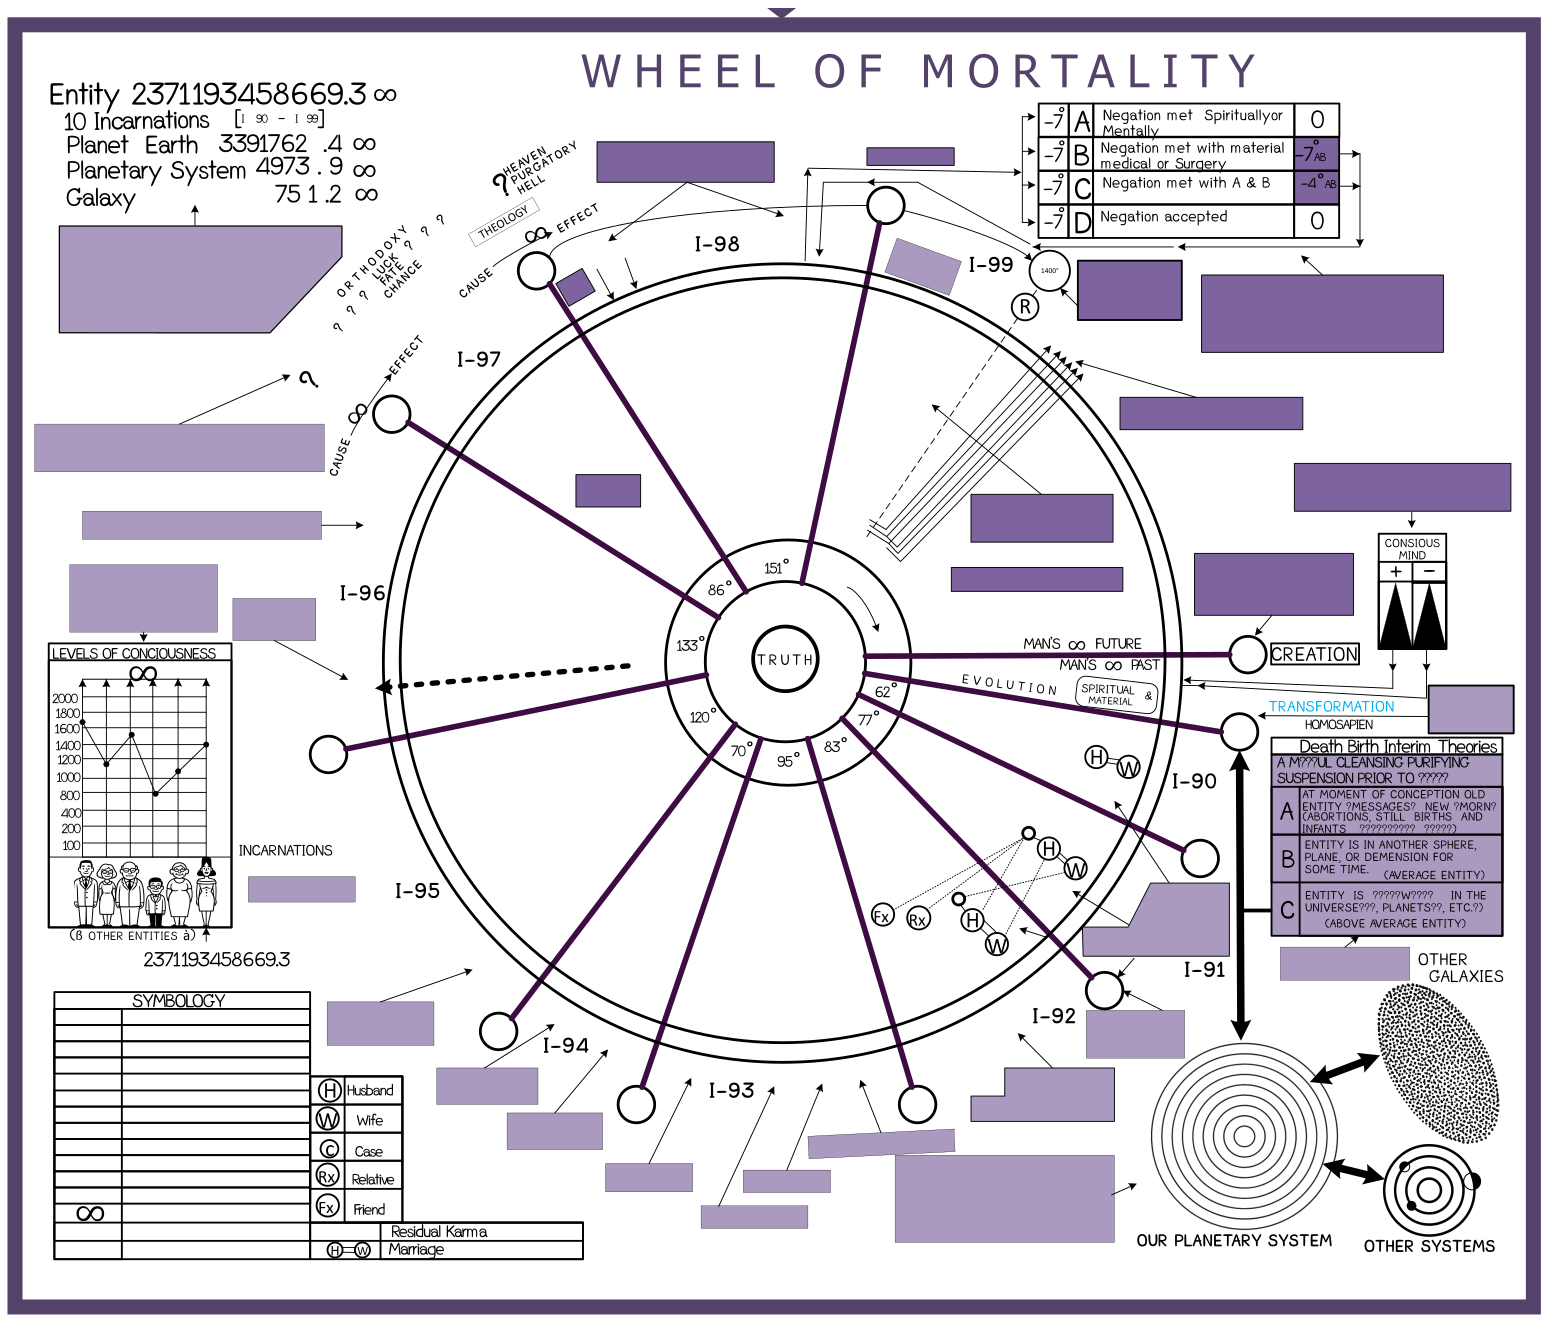 WHEEL OF MORTALITY
Entity 2371193458669.3 ∞
10 Incarnations [I 90 - I 99]
Planet Earth 3391762 .4 ∞
Planetary System 4973 . 9 ∞
Galaxy 75 1 .2 ∞
-7° A Negation met Spirituallyor
Mentally 0
-7° B Negation met with material
medical or Surgery -7° AB
-7° C Negation met with A & B -4° AB
-7° D Negation accepted 0
? HEAVEN
PURGATORY
HELL
THEOLOGY
CAUSE ∞ EFFECT
ORTHODOXY
? ? ? LUCK ? ? ?
FATE
CHANCE
?
CAUSE ∞ EFFECT
I-98
I-99
1400°
R
I-97
I-96
151°
86°
133°
120°
70°
95°
83°
77°
62°
TRUTH
MAN'S ∞ FUTURE
MAN'S ∞ PAST
EVOLUTION
SPIRITUAL &
MATERIAL
CREATION
CONSIOUS
MIND
+ −
TRANSFORMATION
HOMOSAPIEN
LEVELS OF CONCIOUSNESS
∞
2000
1800
1600
1400
1200
1000
800
400
200
100
INCARNATIONS
(ß OTHER ENTITIES à)
2371193458669.3
H W
I-90
H
W
Fx Rx
H
W
I-91
I-92
I-93
I-94
I-95
Death Birth Interim Theories
A M???UL CLEANSING PURIFYING
SUSPENSION PRIOR TO ?????
A AT MOMENT OF CONCEPTION OLD
ENTITY ?MESSAGES? NEW ?MORN?
(ABORTIONS, STILL BIRTHS AND
INFANTS ?????????? ?????)
B ENTITY IS IN ANOTHER SPHERE,
PLANE, OR DEMENSION FOR
SOME TIME. (AVERAGE ENTITY)
C ENTITY IS ?????W???? IN THE
UNIVERSE???, PLANETS??, ETC.?)
(ABOVE AVERAGE ENTITY)
OTHER
GALAXIES
OUR PLANETARY SYSTEM
OTHER SYSTEMS
SYMBOLOGY
∞
H Husband
W Wife
C Case
Rx Relative
Fx Friend
Residual Karma
H W Marriage